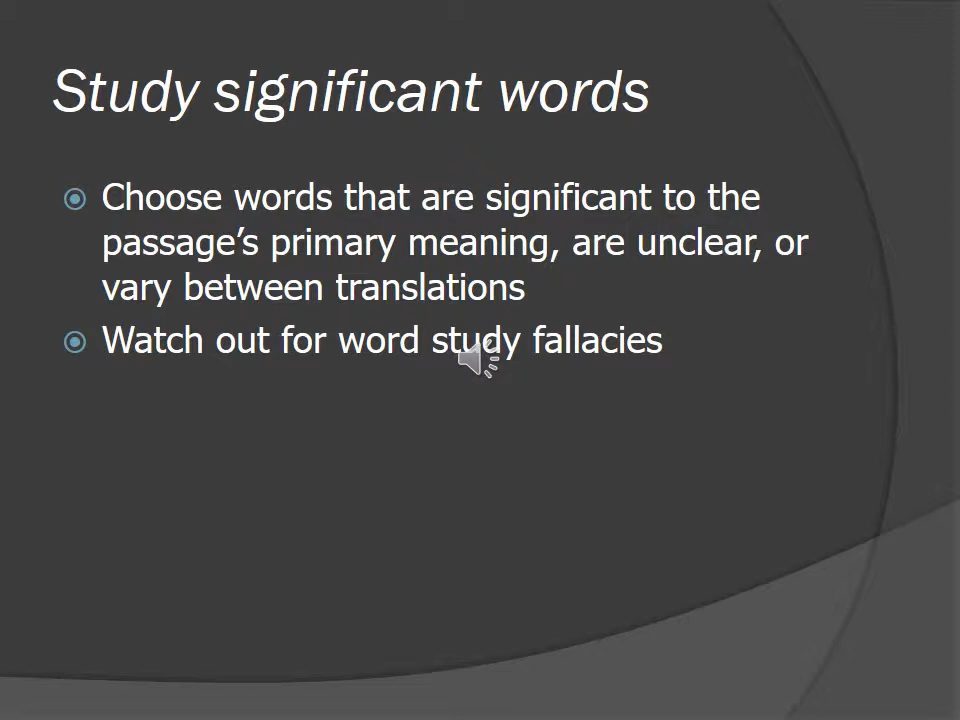 Study significant words
Choose words that are significant to the
passage’s primary meaning, are unclear, or
vary between translations
Watch out for word study fallacies